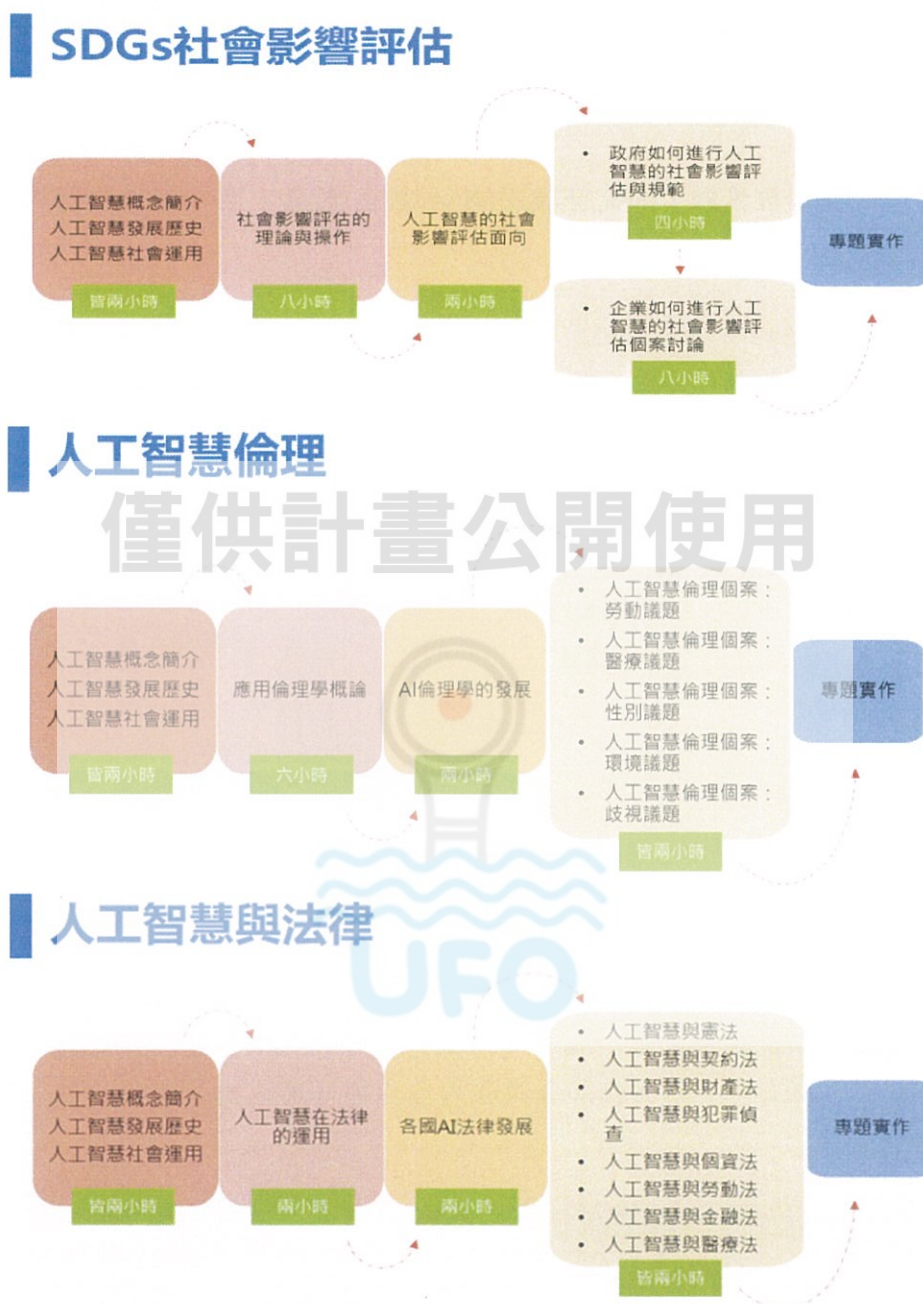 SDGs社會影響評估
人工智慧概念簡介
人工智慧發展歷史
人工智慧社會運用
皆兩小時
社會影響評估的
理論與操作
八小時
人工智慧的社會
影響評估面向
兩小時
• 政府如何進行人工
智慧的社會影響評
估與規範
四小時
• 企業如何進行人工
智慧的社會影響評
估個案討論
八小時
專題實作
人工智慧倫理
僅供計畫公開使用
人工智慧概念簡介
人工智慧發展歷史
人工智慧社會運用
皆兩小時
應用倫理學概論
六小時
AI倫理學的發展
兩小時
• 人工智慧倫理個案：
勞動議題
• 人工智慧倫理個案：
醫療議題
• 人工智慧倫理個案：
性別議題
• 人工智慧倫理個案：
環境議題
• 人工智慧倫理個案：
歧視議題
皆兩小時
專題實作
人工智慧與法律
UFO
人工智慧概念簡介
人工智慧發展歷史
人工智慧社會運用
皆兩小時
人工智慧在法律
的運用
兩小時
各國AI法律發展
兩小時
• 人工智慧與憲法
• 人工智慧與契約法
• 人工智慧與財產法
• 人工智慧與犯罪偵
查
• 人工智慧與個資法
• 人工智慧與勞動法
• 人工智慧與金融法
• 人工智慧與醫療法
皆兩小時
專題實作